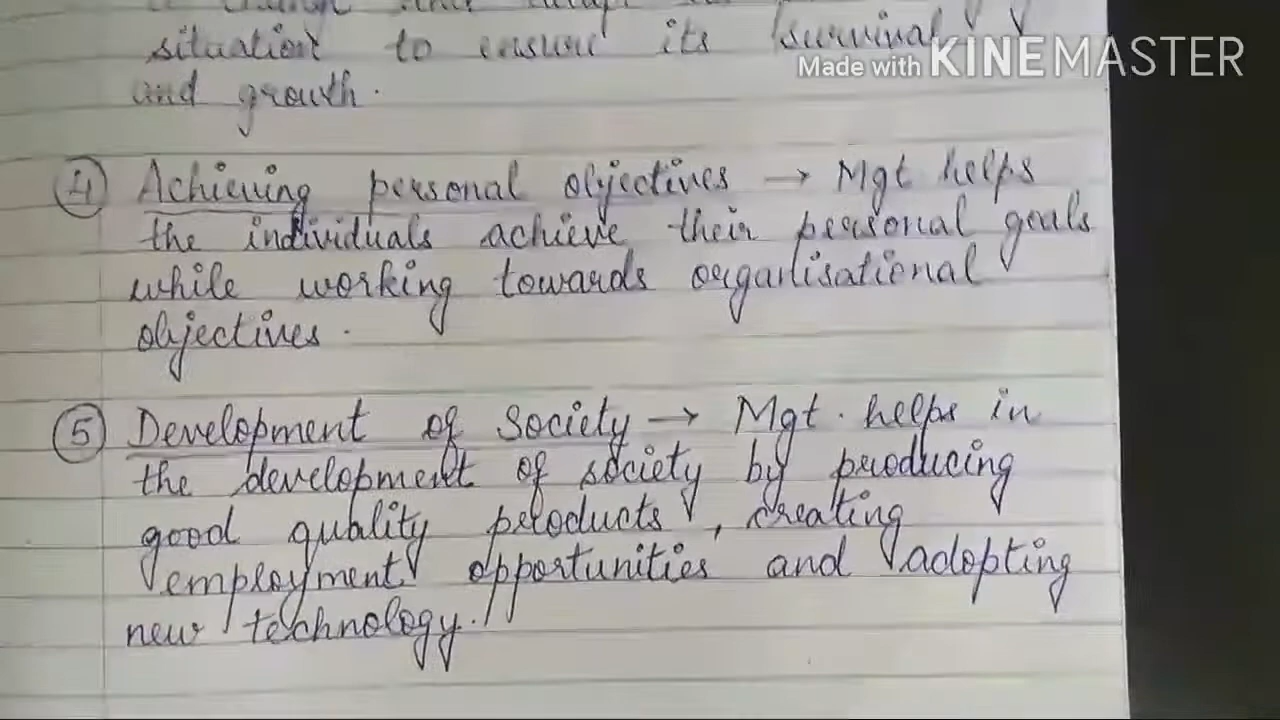 situation to ensure its survival
and growth.
Made with KINEMASTER
④ Achieving personal objectives → Mgt helps
the individuals achieve their personal goals
while working towards organisational
objectives.
⑤ Development of Society → Mgt. helps in
the development of society by producing
good quality products, creating
employment opportunities and adopting
new technology.